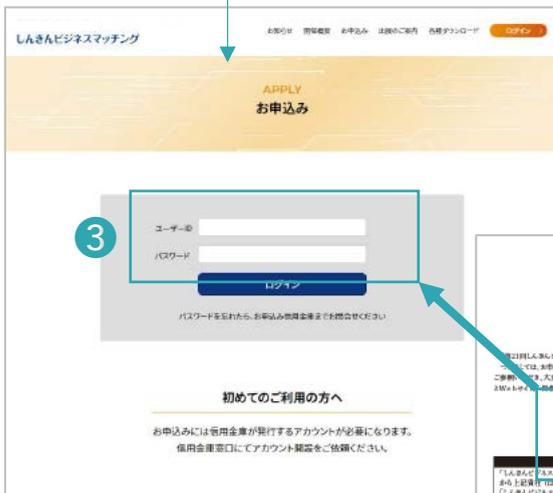 しんきんビジネスマッチング
お知らせ 開催概要 お申込み 出展のご案内 各種ダウンロード ログイン
APPLY
お申込み
3
ユーザーID
パスワード
ログイン
パスワードを忘れたら、お申込み信用金庫までお問合せください
初めてのご利用の方へ
お申込みには信用金庫が発行するアカウントが必要になります。
信用金庫窓口にてアカウント開設をご依頼ください。